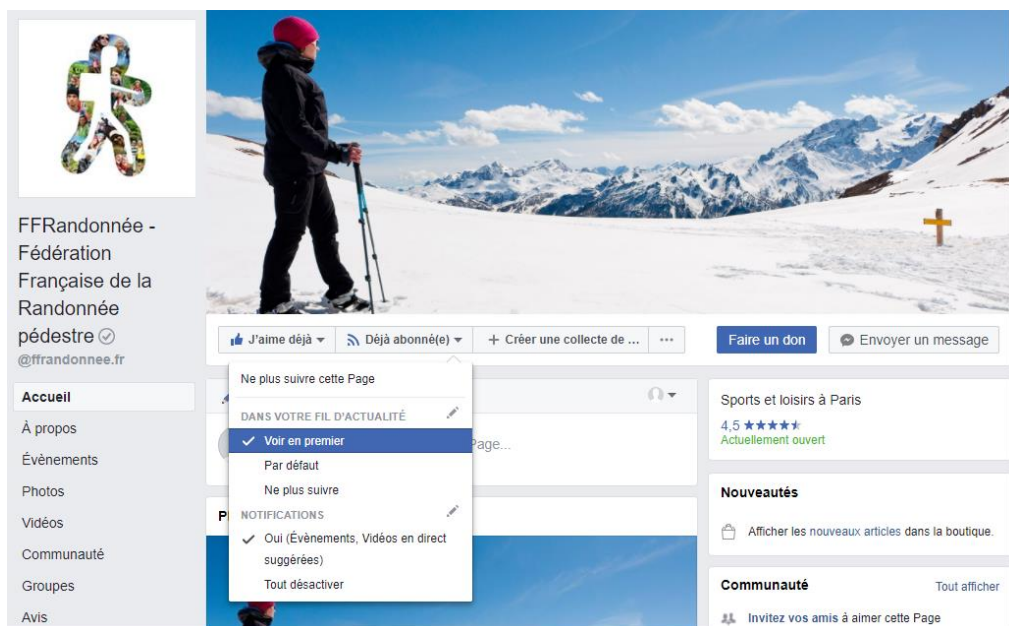 FFRandonnée -
Fédération
Française de la
Randonnée
pédestre
@ffrandonnee.fr
Accueil
À propos
Évènements
Photos
Vidéos
Communauté
Groupes
Avis
J'aime déjà
Déjà abonné(e)
+ Créer une collecte de ...
...
Faire un don
Envoyer un message
Ne plus suivre cette Page
DANS VOTRE FIL D'ACTUALITÉ
Voir en premier
Par défaut
Ne plus suivre
NOTIFICATIONS
Oui (Évènements, Vidéos en direct
suggérées)
Tout désactiver
Page...
Sports et loisirs à Paris
4,5 ★★★★
Actuellement ouvert
Nouveautés
Afficher les nouveaux articles dans la boutique.
Communauté
Tout afficher
Invitez vos amis à aimer cette Page